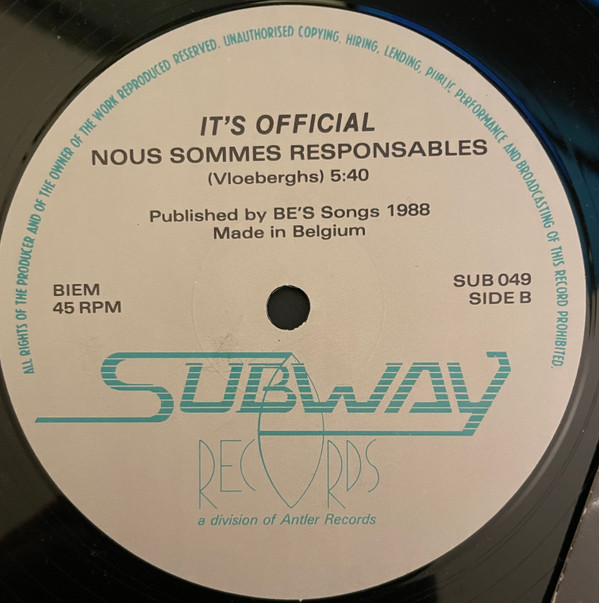 ALL RIGHTS OF THE PRODUCER AND OF THE OWNER OF THE WORK REPRODUCED RESERVED. UNAUTHORISED COPYING, HIRING, LENDING, PUBLIC PERFORMANCE AND BROADCASTING OF THIS RECORD PROHIBITED.
IT'S OFFICIAL
NOUS SOMMES RESPONSABLES
(Vloeberghs) 5:40
Published by BE'S Songs 1988
Made in Belgium
BIEM
45 RPM
SUB 049
SIDE B
SUBWAY
RECORDS
a division of Antler Records